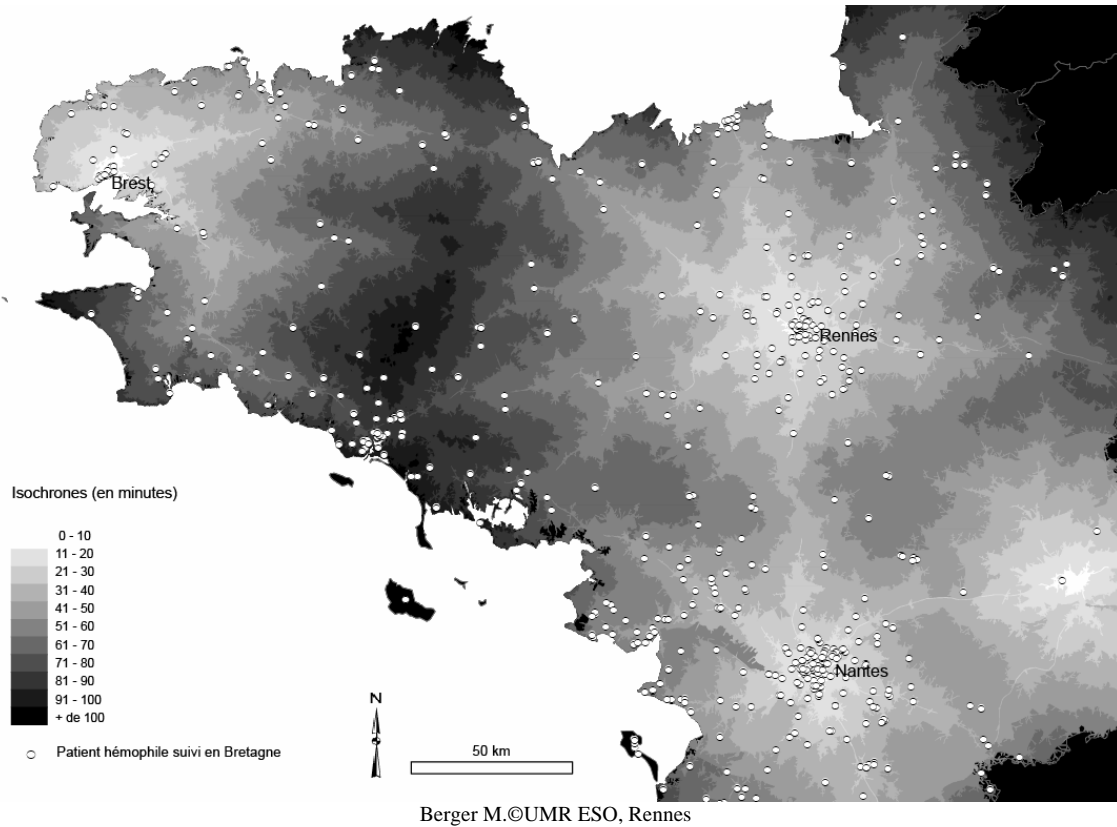 Brest
Rennes
Isochrones (en minutes)
0 - 10
11 - 20
21 - 30
31 - 40
41 - 50
51 - 60
61 - 70
71 - 80
81 - 90
91 - 100
+ de 100
Nantes
N
Patient hémophile suivi en Bretagne
50 km
Berger M.©UMR ESO, Rennes